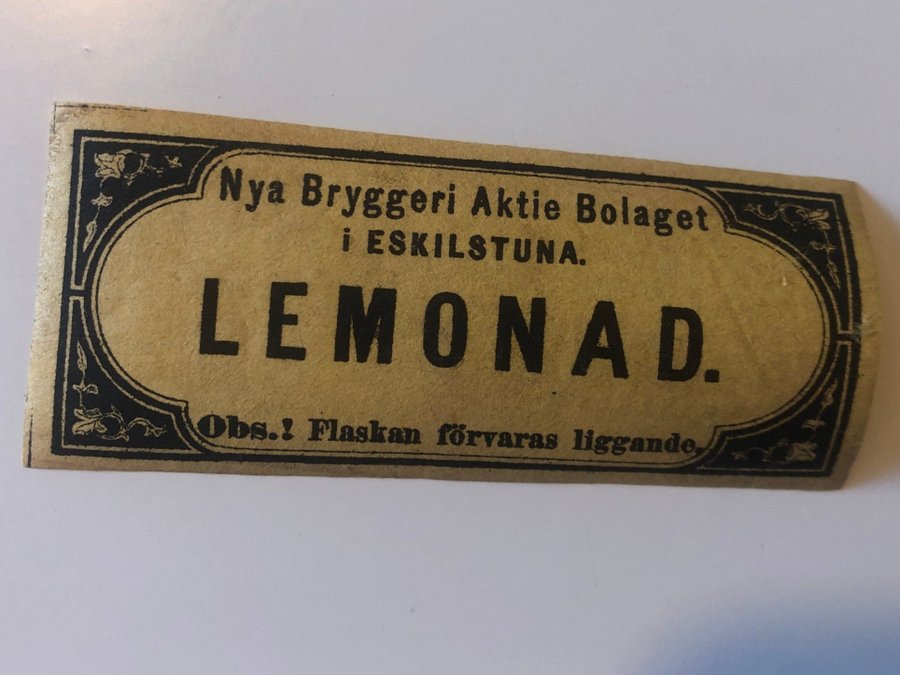 Nya Bryggeri Aktie Bolaget
i ESKILSTUNA.
LEMONAD.
Obs.! Flaskan förvaras liggande.